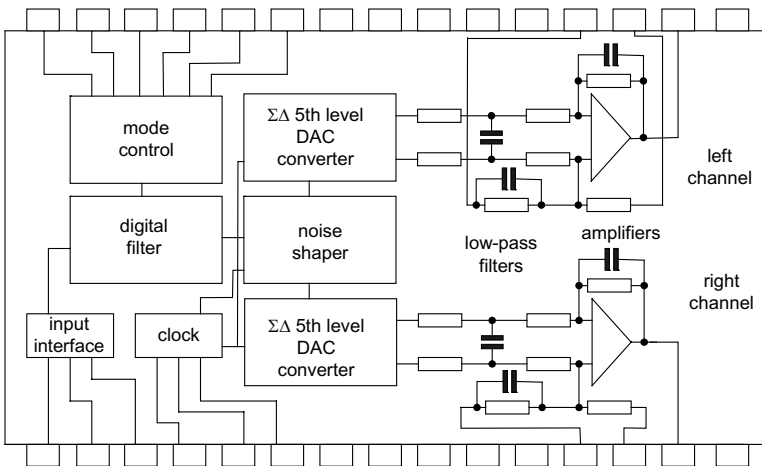 mode
control
ΣΔ 5th level
DAC
converter
left
channel
digital
filter
noise
shaper
low-pass
filters
amplifiers
right
channel
input
interface
clock
ΣΔ 5th level
DAC
converter